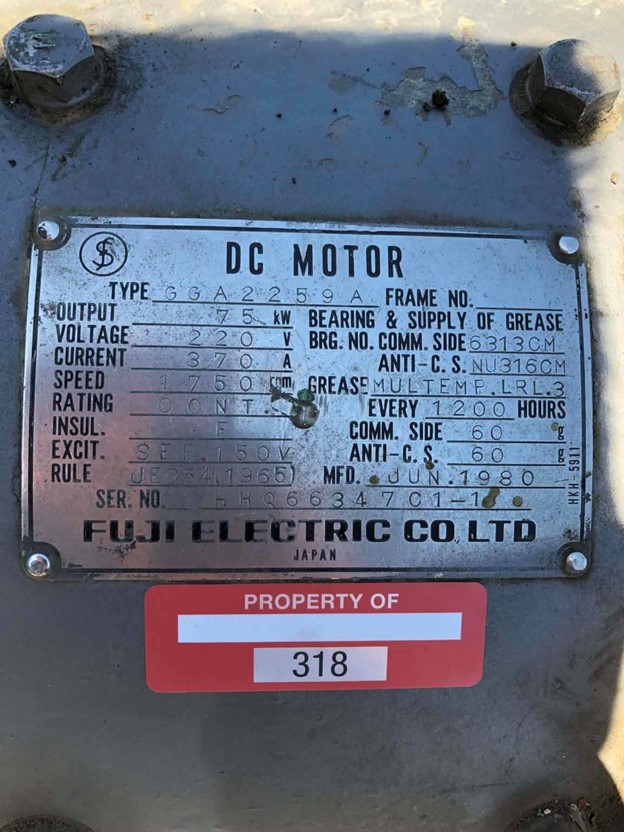 DC MOTOR
TYPE GGA2259A FRAME NO.
OUTPUT 75 kW BEARING & SUPPLY OF GREASE
VOLTAGE 220 V BRG. NO. COMM. SIDE 6313CM
CURRENT 370 A ANTI-C.S. NU316CM
SPEED 1750 rpm GREASE MULTEMP.LRL.3
RATING CONT. EVERY 1200 HOURS
INSUL. F COMM. SIDE 60 g
EXCIT. SEP.150V ANTI-C.S. 60 g
RULE JEC54(1965) MFD. JUN.1980
SER. NO. HHQ66347C1-1
HKH-5911
FUJI ELECTRIC CO. LTD
JAPAN
PROPERTY OF
318